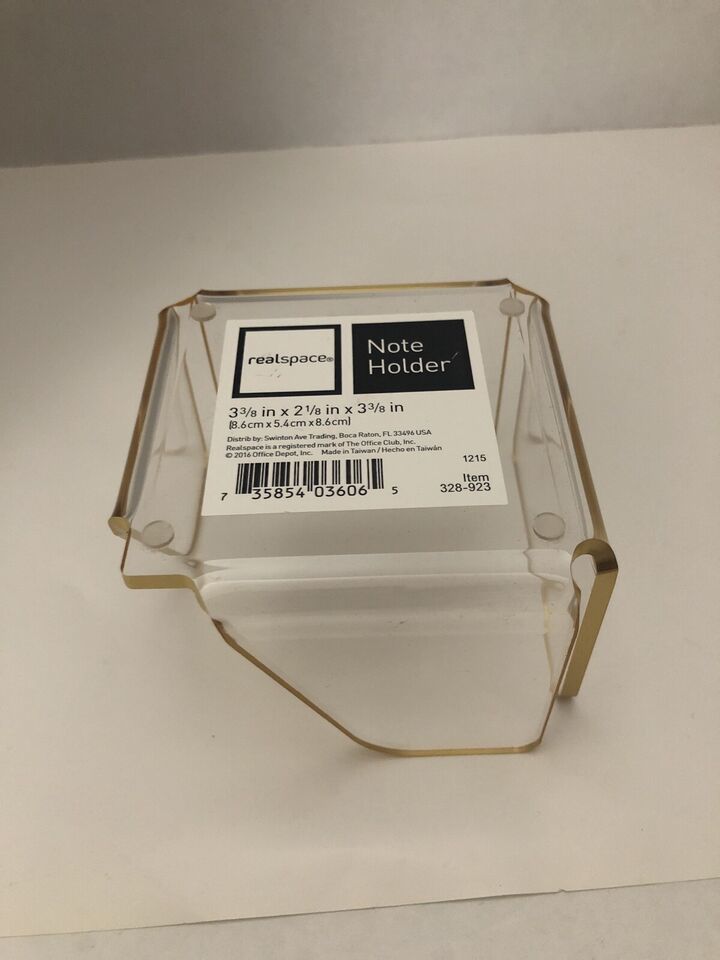 realspace®
Note
Holder
3 3/8 in x 2 1/8 in x 3 3/8 in
(8.6cm x 5.4cm x 8.6cm)
Distrib by: Swinton Ave Trading, Boca Raton, FL 33496 USA
Realspace is a registered mark of The Office Club, Inc.
© 2016 Office Depot, Inc. Made in Taiwan / Hecho en Taiwán
1215
Item
328-923
7 35854 03606 5